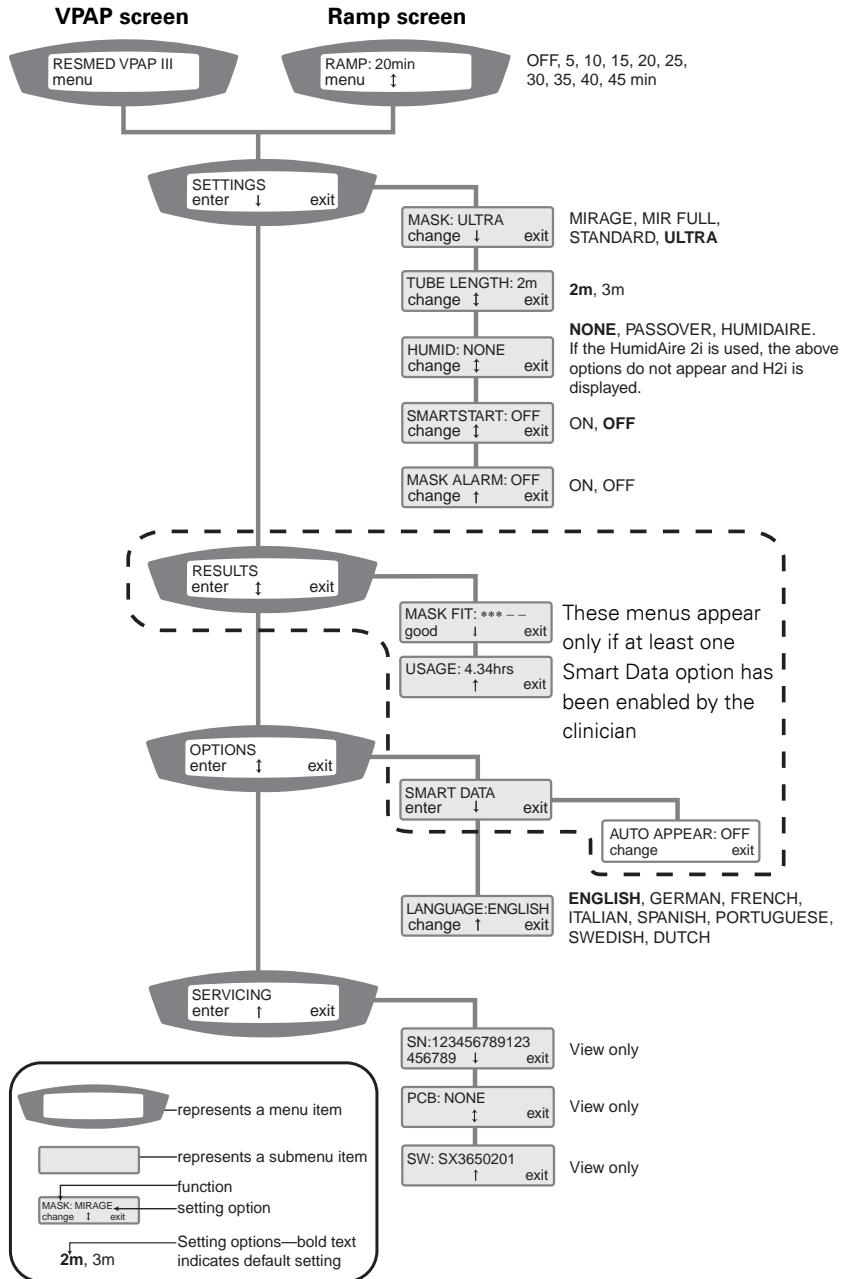 VPAP screen
Ramp screen
RESMED VPAP III
menu
RAMP: 20min
menu ↕
OFF, 5, 10, 15, 20, 25,
30, 35, 40, 45 min
SETTINGS
enter ↓ exit
MASK: ULTRA
change ↓ exit
MIRAGE, MIR FULL,
STANDARD, ULTRA
TUBE LENGTH: 2m
change ↕ exit
2m, 3m
HUMID: NONE
change ↕ exit
NONE, PASSOVER, HUMIDAIRE.
If the HumidAire 2i is used, the above
options do not appear and H2i is
displayed.
SMARTSTART: OFF
change ↕ exit
ON, OFF
MASK ALARM: OFF
change ↑ exit
ON, OFF
RESULTS
enter ↕ exit
MASK FIT: *** – –
good ↓ exit
USAGE: 4.34hrs
↑ exit
These menus appear
only if at least one
Smart Data option has
been enabled by the
clinician
OPTIONS
enter ↕ exit
SMART DATA
enter ↓ exit
AUTO APPEAR: OFF
change exit
LANGUAGE:ENGLISH
change ↑ exit
ENGLISH, GERMAN, FRENCH,
ITALIAN, SPANISH, PORTUGUESE,
SWEDISH, DUTCH
SERVICING
enter ↑ exit
SN:123456789123
456789 ↓ exit
View only
PCB: NONE
↕ exit
View only
SW: SX3650201
↑ exit
View only
represents a menu item
represents a submenu item
function
MASK: MIRAGE
change ↕ exit
setting option
2m, 3m
Setting options—bold text
indicates default setting